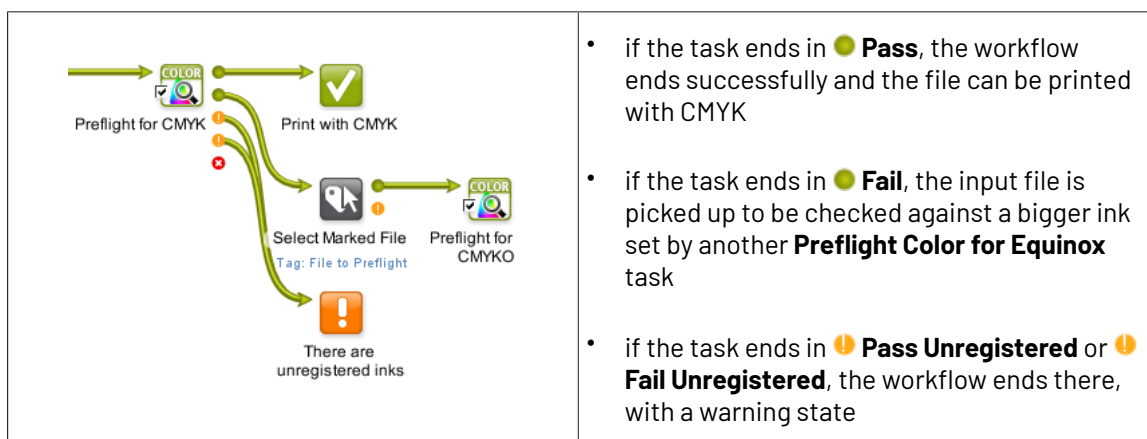 COLOR
Preflight for CMYK
Print with CMYK
Select Marked File
Tag: File to Preflight
COLOR
Preflight for
CMYKO
There are
unregistered inks
• if the task ends in Pass, the workflow
ends successfully and the file can be printed
with CMYK
• if the task ends in Fail, the input file is
picked up to be checked against a bigger ink
set by another Preflight Color for Equinox
task
• if the task ends in Pass Unregistered or
Fail Unregistered, the workflow ends there,
with a warning state